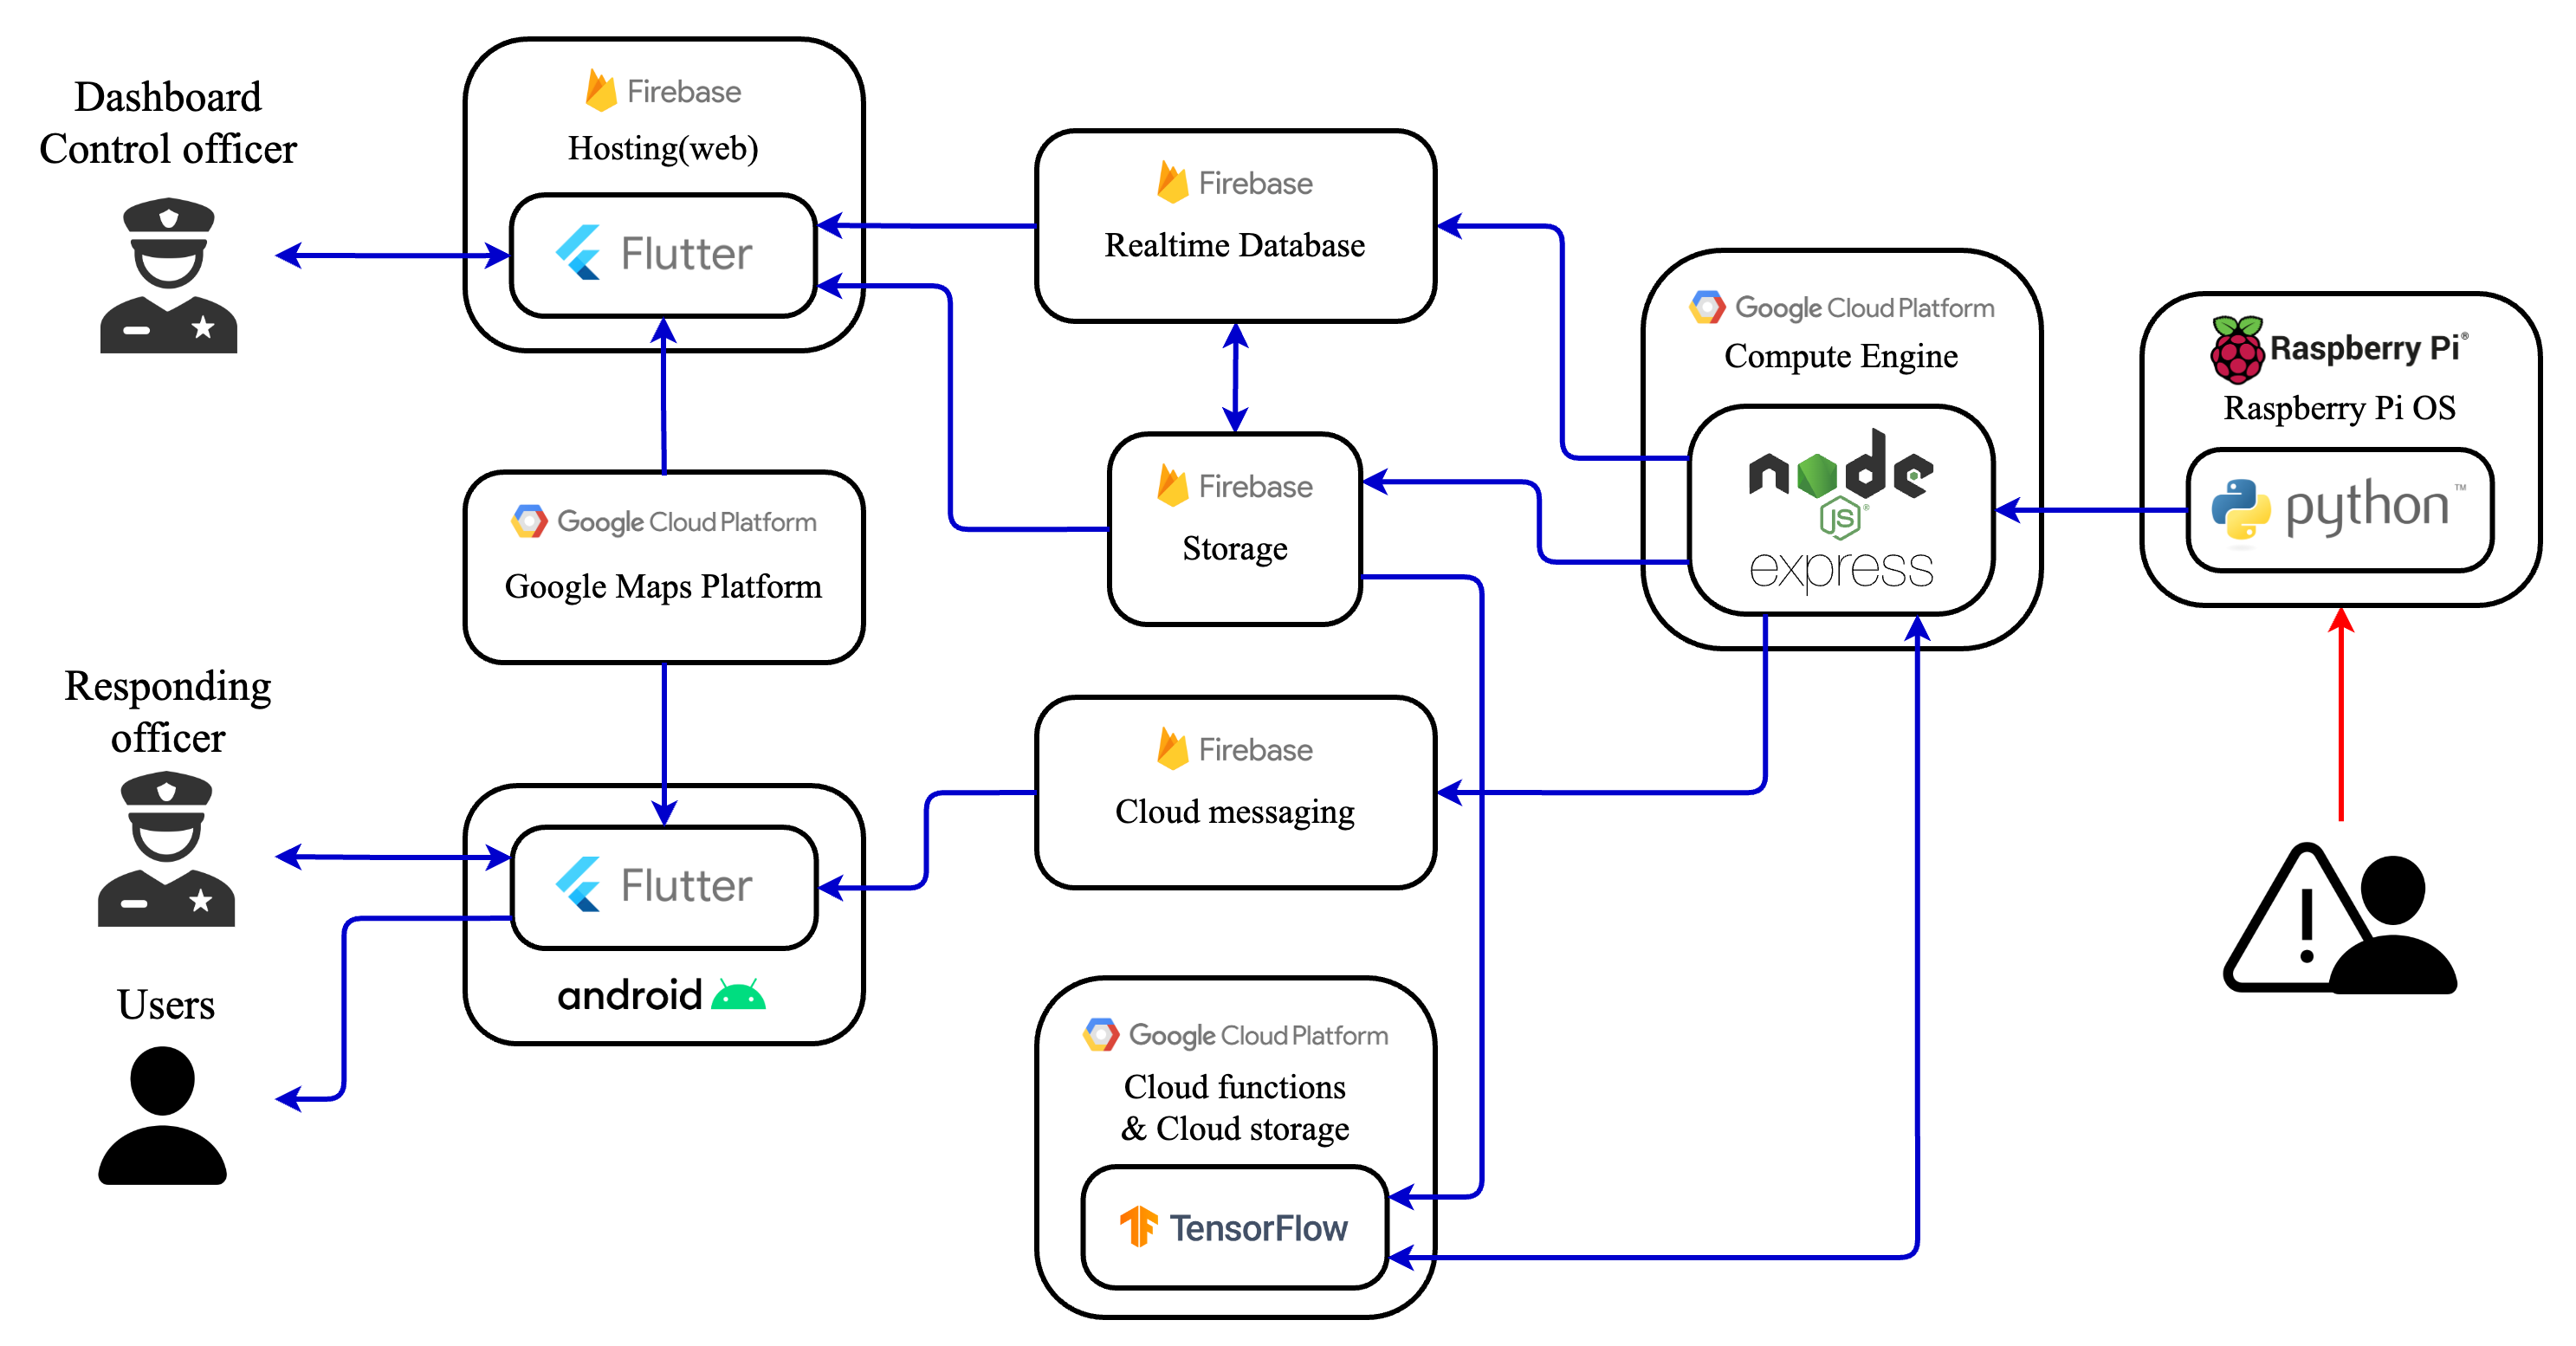 Dashboard
Control officer
Firebase
Hosting(web)
Flutter
Firebase
Realtime Database
Google Cloud Platform
Compute Engine
node
JS
express
Raspberry Pi®
Raspberry Pi OS
python™
Google Cloud Platform
Google Maps Platform
Firebase
Storage
Responding
officer
Firebase
Cloud messaging
Flutter
android
Users
Google Cloud Platform
Cloud functions
& Cloud storage
TensorFlow